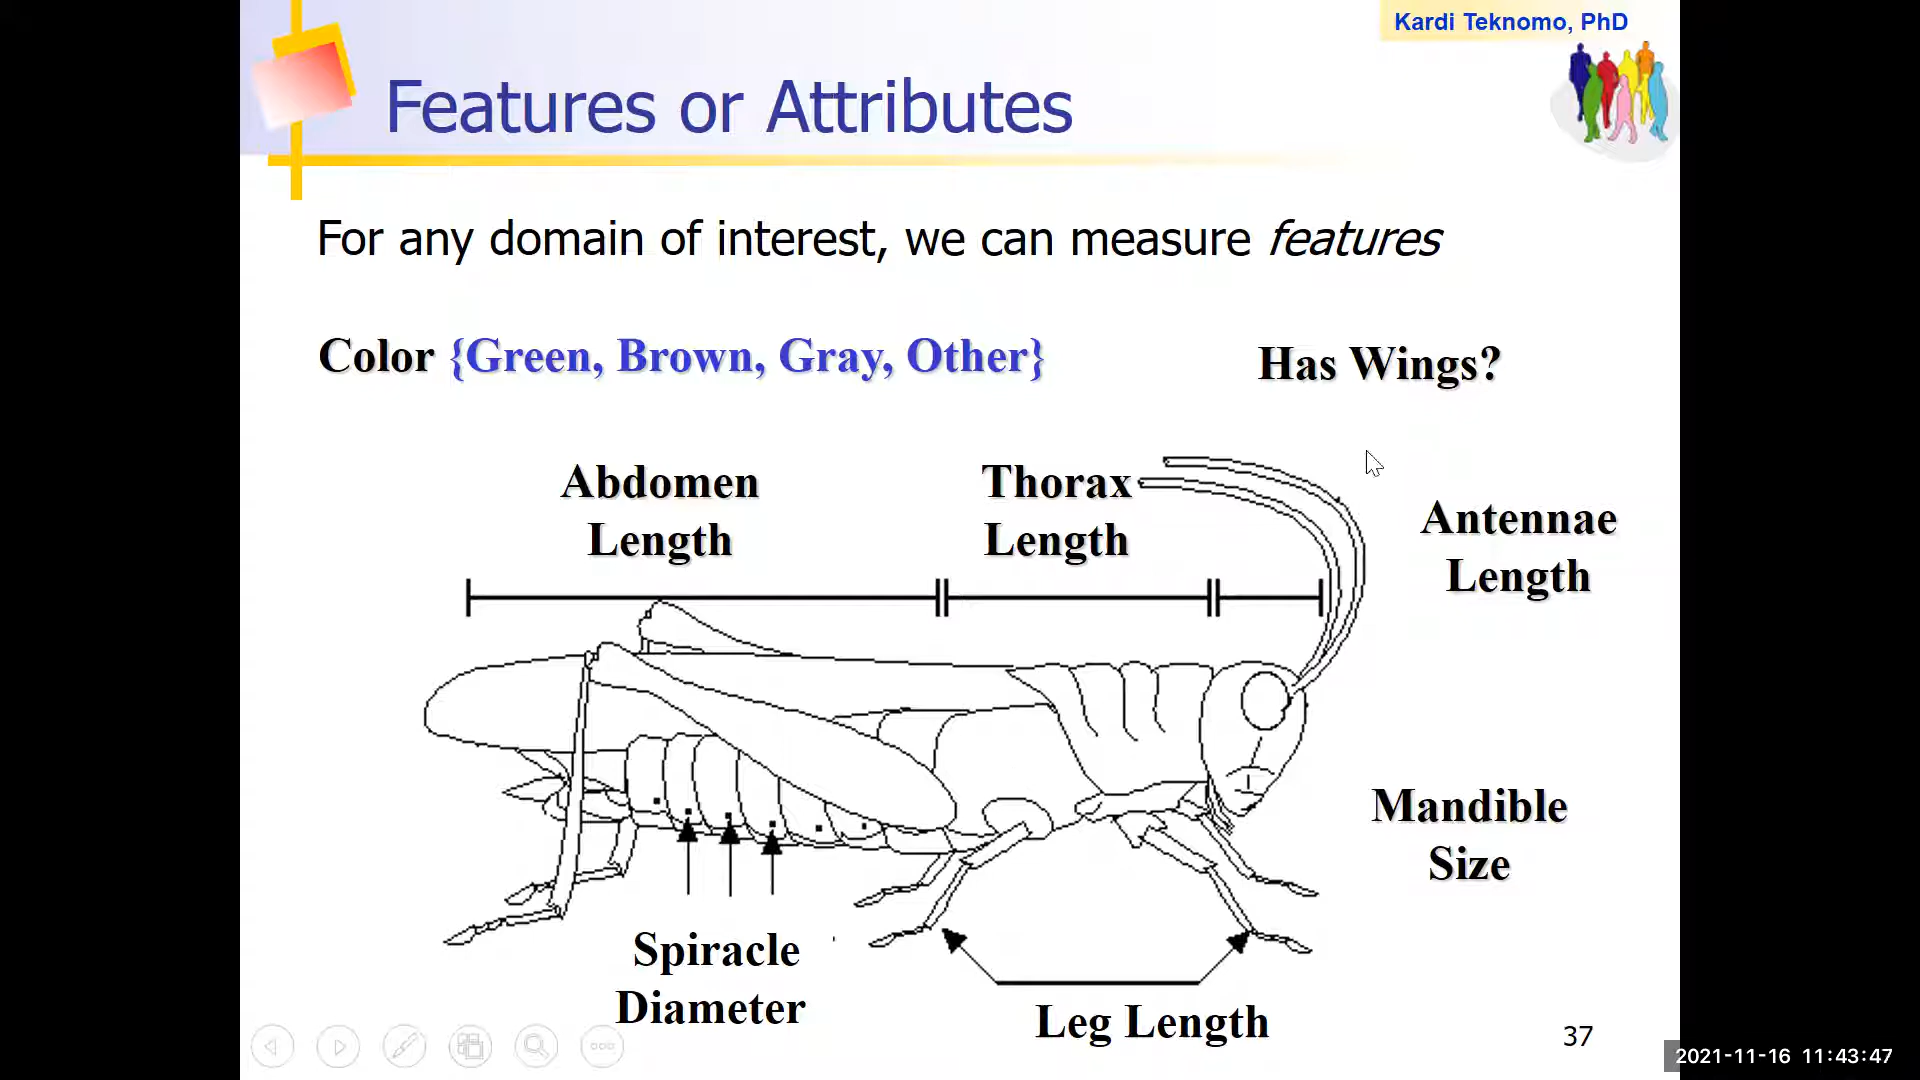 Kardi Teknomo, PhD
Features or Attributes
For any domain of interest, we can measure features
Color {Green, Brown, Gray, Other}
Has Wings?
Abdomen
Length
Thorax
Length
Antennae
Length
Mandible
Size
Spiracle
Diameter
Leg Length
37
2021-11-16 11:43:47